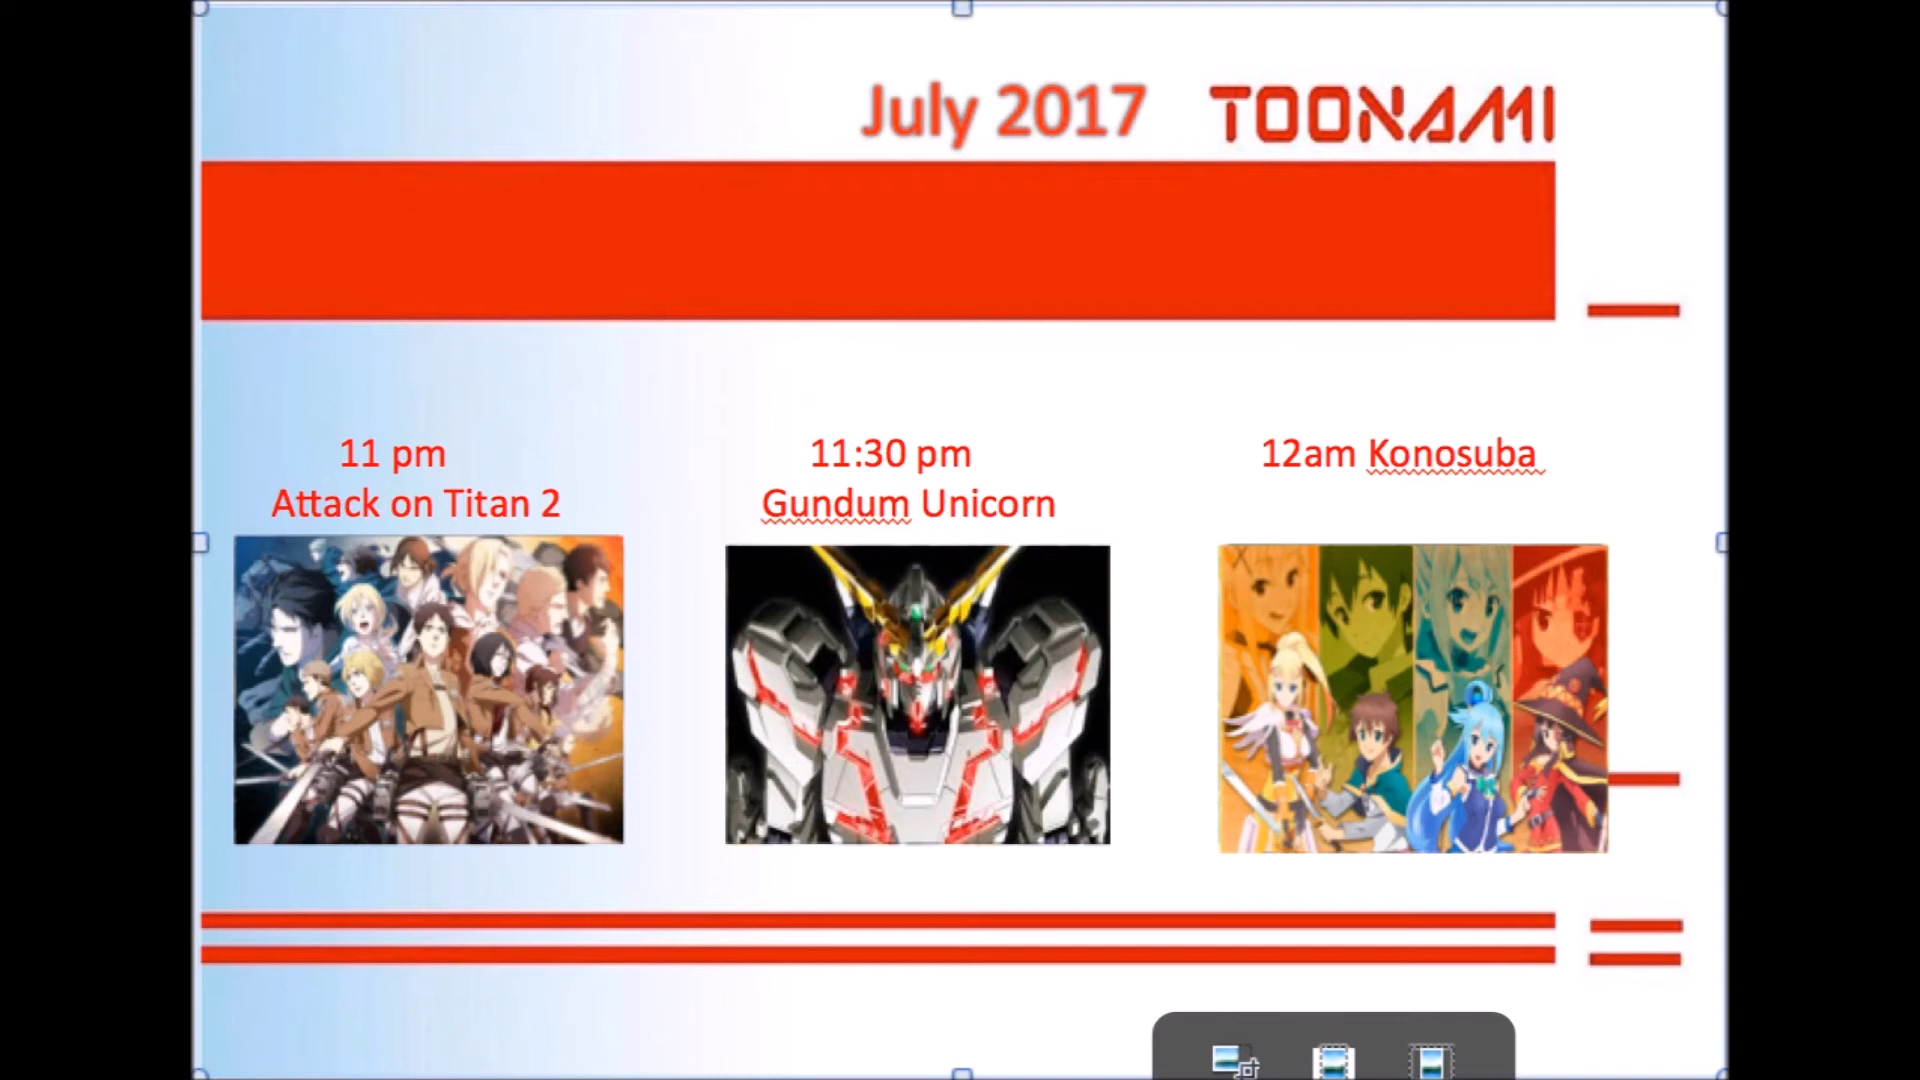 July 2017 TOONAMI
11 pm
Attack on Titan 2
11:30 pm
Gundum Unicorn
12am Konosuba